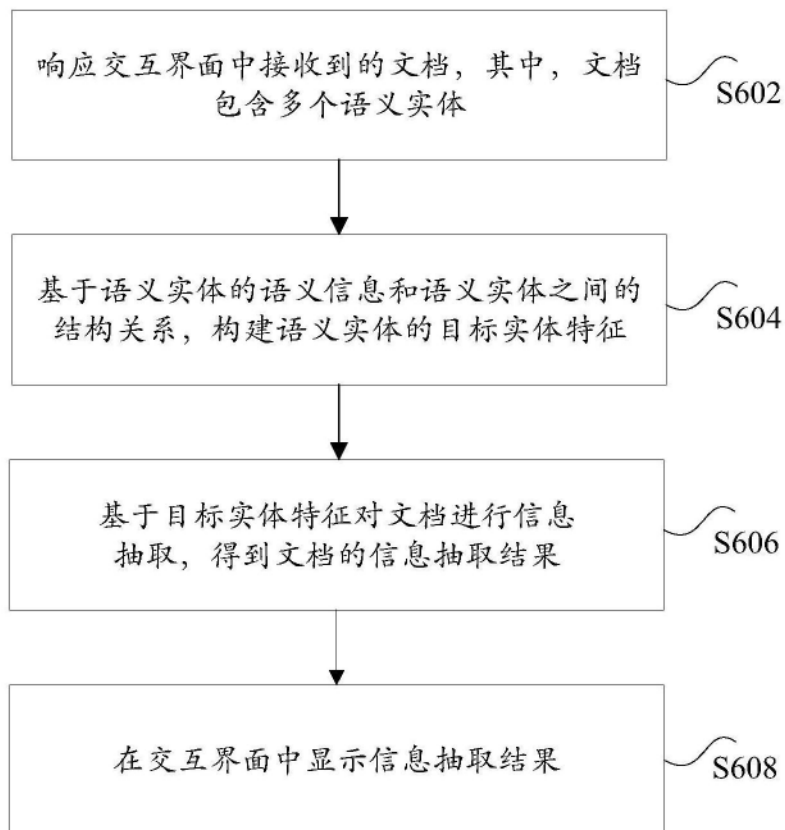 响应交互界面中接收到的文档，其中，文档
包含多个语义实体
S602
基于语义实体的语义信息和语义实体之间的
结构关系，构建语义实体的目标实体特征
S604
基于目标实体特征对文档进行信息
抽取，得到文档的信息抽取结果
S606
在交互界面中显示信息抽取结果
S608